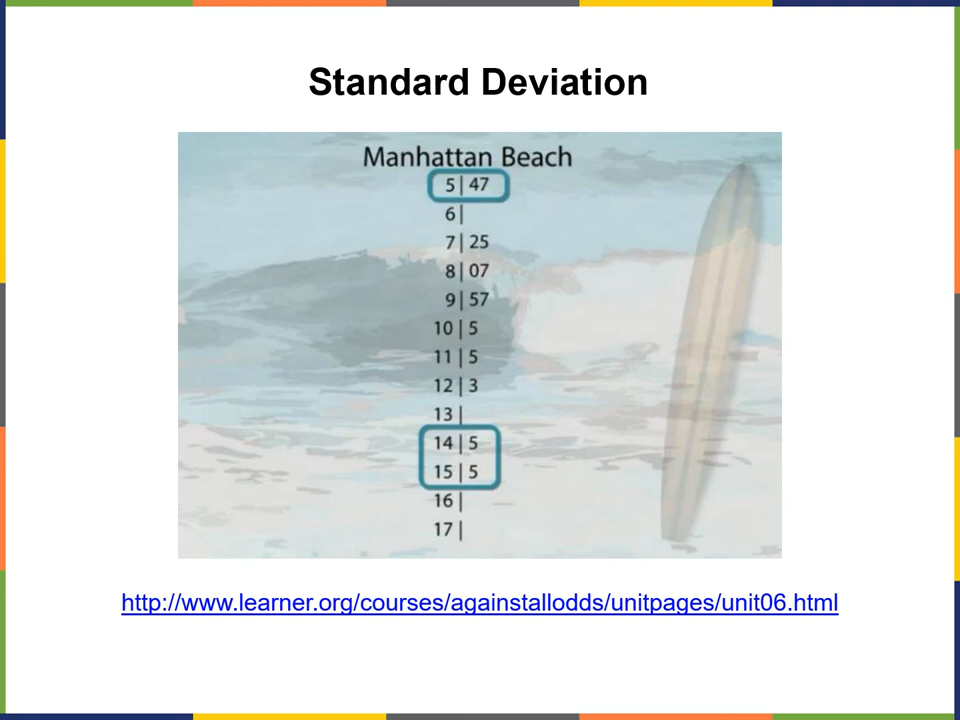 Standard Deviation
Manhattan Beach
5 | 47
6 |
7 | 25
8 | 07
9 | 57
10 | 5
11 | 5
12 | 3
13 |
14 | 5
15 | 5
16 |
17 |
http://www.learner.org/courses/againstallodds/unitpages/unit06.html